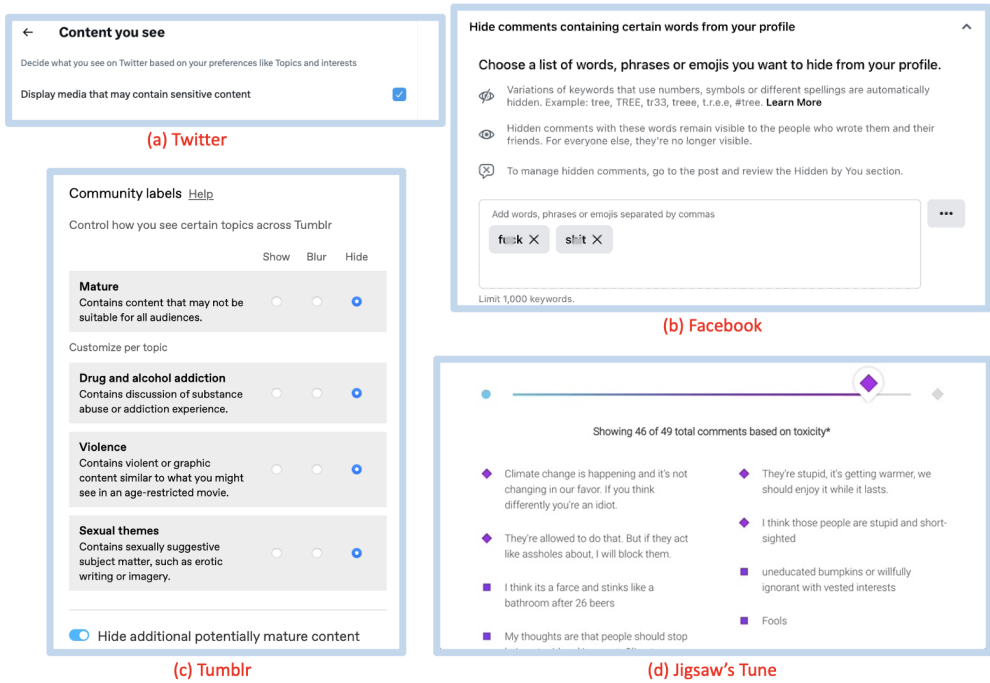 ← Content you see
Decide what you see on Twitter based on your preferences like Topics and interests
Display media that may contain sensitive content
(a) Twitter
Hide comments containing certain words from your profile
Choose a list of words, phrases or emojis you want to hide from your profile.
Variations of keywords that use numbers, symbols or different spellings are automatically
hidden. Example: tree, TREE, tr33, treee, t.r.e.e, #tree. Learn More
Hidden comments with these words remain visible to the people who wrote them and their
friends. For everyone else, they're no longer visible.
To manage hidden comments, go to the post and review the Hidden by You section.
Add words, phrases or emojis separated by commas
Limit 1,000 keywords.
(b) Facebook
Community labels Help
Control how you see certain topics across Tumblr
Show Blur Hide
Mature
Contains content that may not be
suitable for all audiences.
Customize per topic
Drug and alcohol addiction
Contains discussion of substance
abuse or addiction experience.
Violence
Contains violent or graphic
content similar to what you might
see in an age-restricted movie.
Sexual themes
Contains sexually suggestive
subject matter, such as erotic
writing or imagery.
Hide additional potentially mature content
(c) Tumblr
Showing 46 of 49 total comments based on toxicity*
Climate change is happening and it's not
changing in our favor. If you think
differently you're an idiot.
They're allowed to do that. But if they act
like assholes about, I will block them.
I think its a farce and stinks like a
bathroom after 26 beers
My thoughts are that people should stop
They're stupid, it's getting warmer, we
should enjoy it while it lasts.
I think those people are stupid and short-
sighted
uneducated bumpkins or willfully
ignorant with vested interests
Fools
(d) Jigsaw's Tune